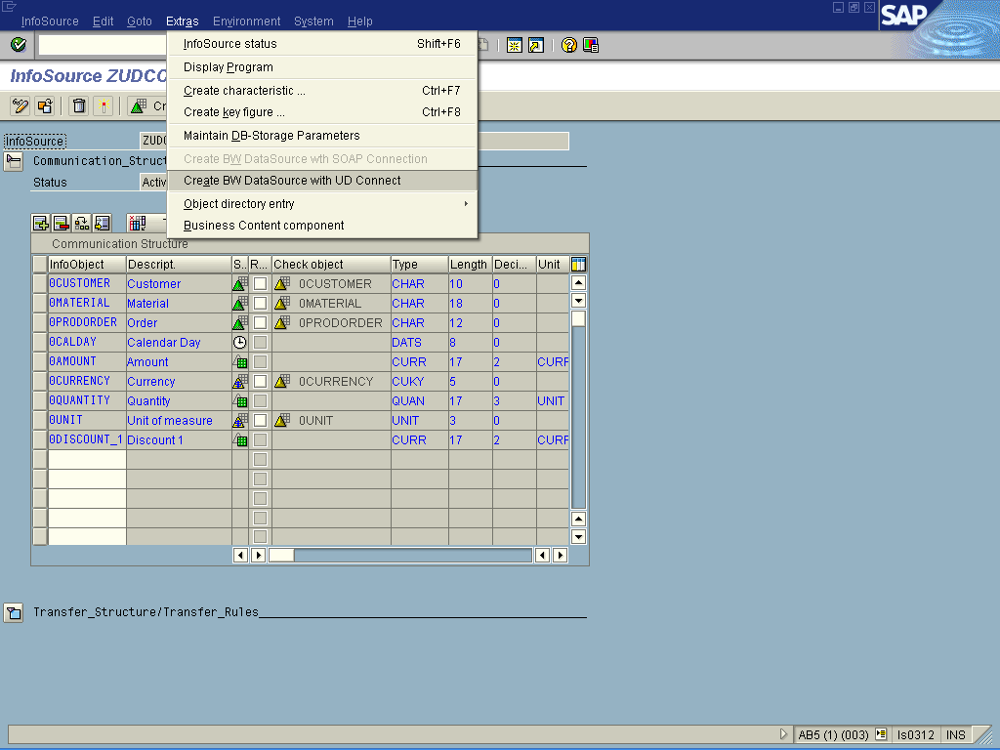 InfoSource Edit Goto Extras Environment System Help
SAP
InfoSource ZUDCO
Cr
InfoSource status Shift+F6
Display Program
Create characteristic ... Ctrl+F7
Create key figure ... Ctrl+F8
Maintain DB-Storage Parameters
Create BW DataSource wth SOAP Connection
Create BW DataSource with UD Connect
Object directory entry
Business Content component
InfoSource ZUDC
Communication_Struct
Status Activ
Communication Structure
InfoObject Descript. S.. R... Check object Type Length Deci... Unit
0CUSTOMER Customer 0CUSTOMER CHAR 10 0
0MATERIAL Material 0MATERIAL CHAR 18 0
0PRODORDER Order 0PRODORDER CHAR 12 0
0CALDAY Calendar Day DATS 8 0
0AMOUNT Amount CURR 17 2 CURR
0CURRENCY Currency 0CURRENCY CUKY 5 0
0QUANTITY Quantity QUAN 17 3 UNIT
0UNIT Unit of measure 0UNIT UNIT 3 0
0DISCOUNT_1 Discount 1 CURR 17 2 CURR
Transfer_Structure/Transfer_Rules
AB5 (1) (003) ls0312 INS